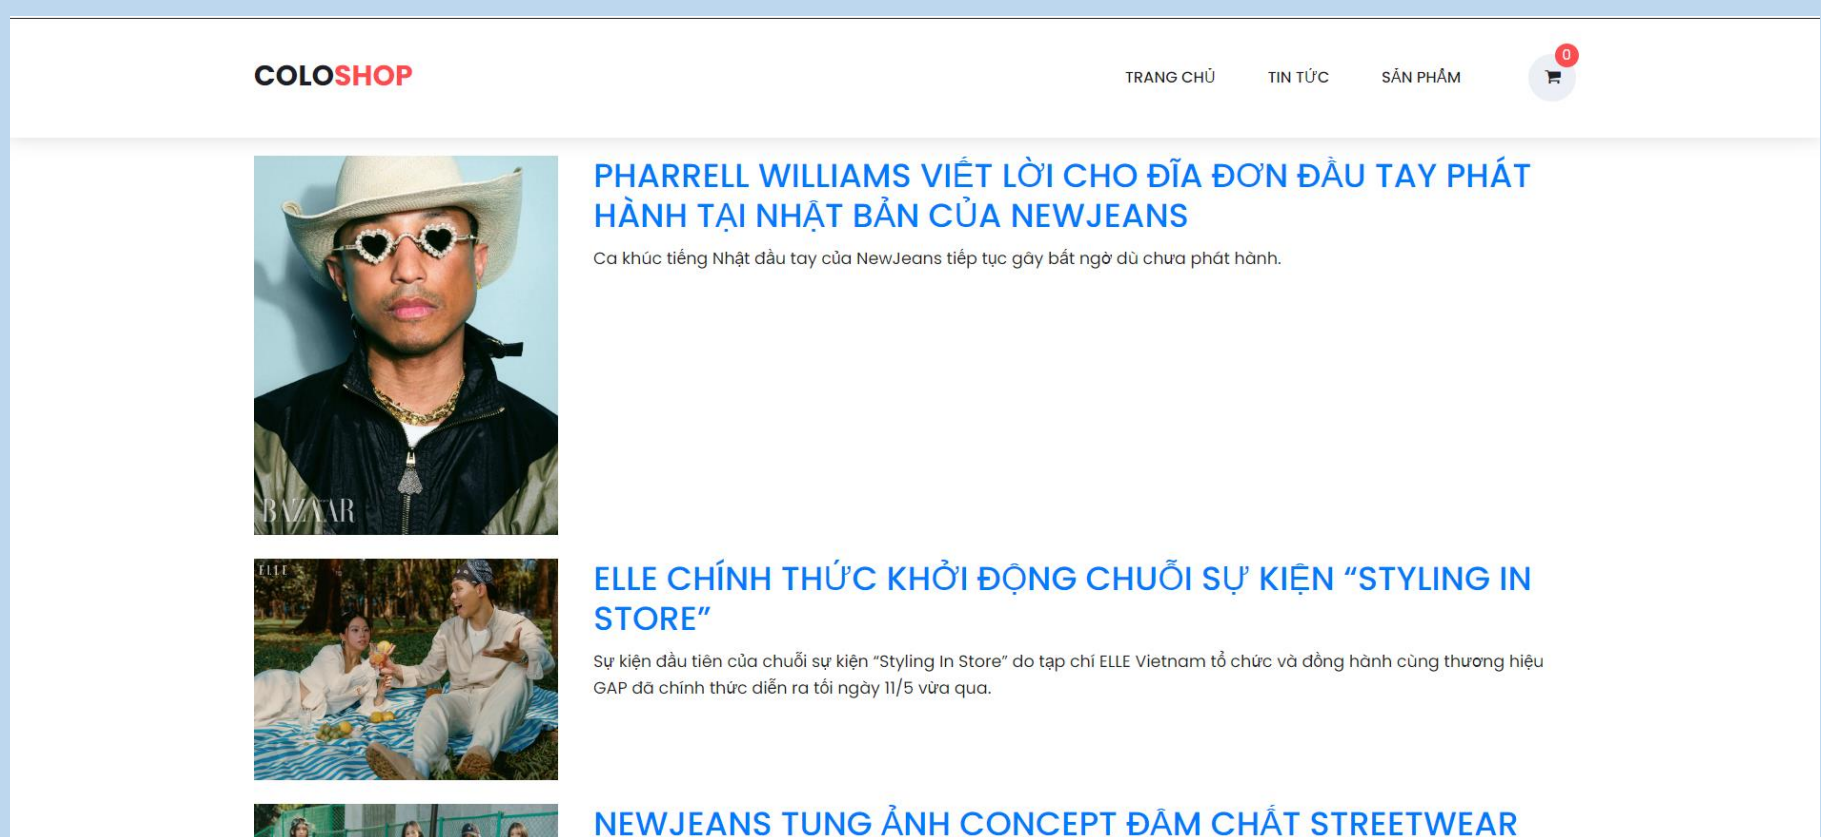 COLOSHOP
TRANG CHỦ
TIN TỨC
SẢN PHẨM
0
PHARRELL WILLIAMS VIẾT LỜI CHO ĐĨA ĐƠN ĐẦU TAY PHÁT
HÀNH TẠI NHẬT BẢN CỦA NEWJEANS
Ca khúc tiếng Nhật đầu tay của NewJeans tiếp tục gây bất ngờ dù chưa phát hành.
BAZAAR
ELLE
ELLE CHÍNH THỨC KHỞI ĐỘNG CHUỖI SỰ KIỆN “STYLING IN
STORE”
Sự kiện đầu tiên của chuỗi sự kiện “Styling In Store” do tạp chí ELLE Vietnam tổ chức và đồng hành cùng thương hiệu
GAP đã chính thức diễn ra tối ngày 11/5 vừa qua.
NEWJEANS TUNG ẢNH CONCEPT ĐẬM CHẤT STREETWEAR